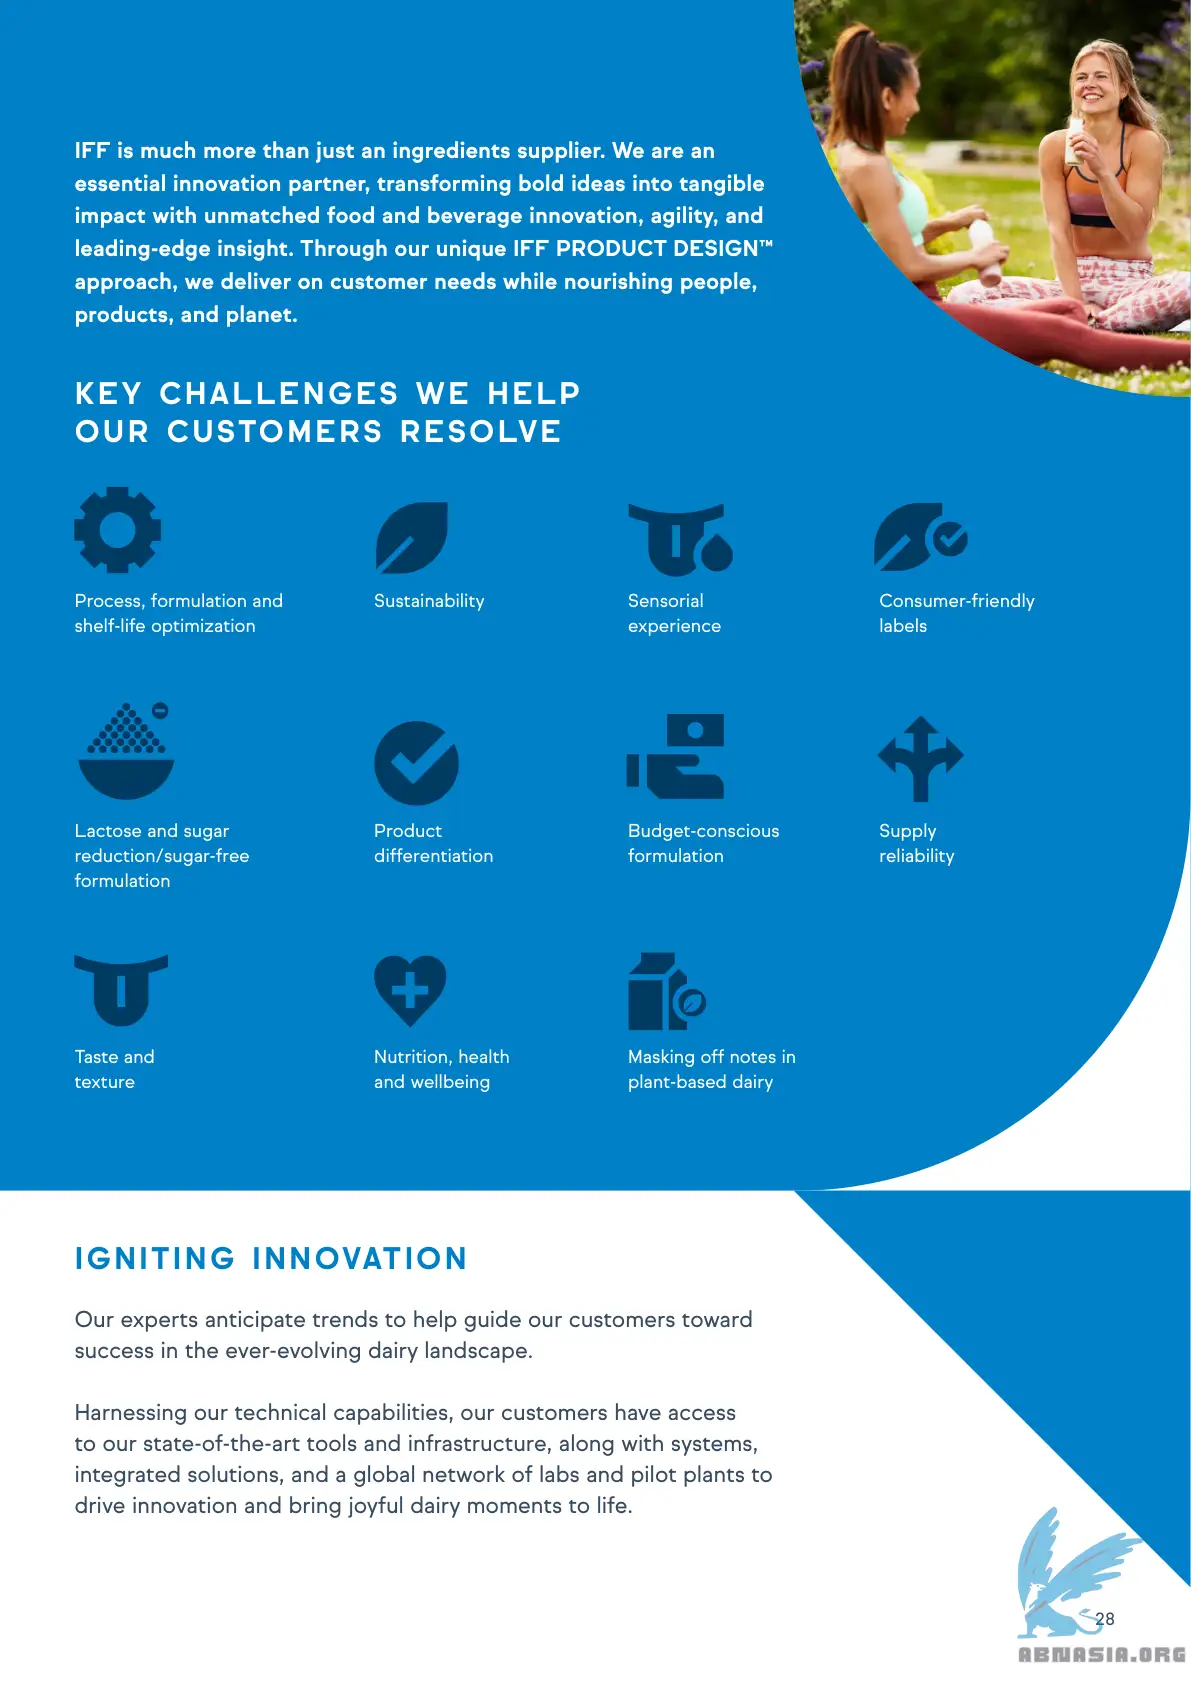 IFF is much more than just an ingredients supplier. We are an
essential innovation partner, transforming bold ideas into tangible
impact with unmatched food and beverage innovation, agility, and
leading-edge insight. Through our unique IFF PRODUCT DESIGN™
approach, we deliver on customer needs while nourishing people,
products, and planet.
KEY CHALLENGES WE HELP
OUR CUSTOMERS RESOLVE
Process, formulation and
shelf-life optimization
Sustainability
Sensorial
experience
Consumer-friendly
labels
Lactose and sugar
reduction/sugar-free
formulation
Product
differentiation
Budget-conscious
formulation
Supply
reliability
Taste and
texture
Nutrition, health
and wellbeing
Masking off notes in
plant-based dairy
IGNITING INNOVATION
Our experts anticipate trends to help guide our customers toward
success in the ever-evolving dairy landscape.
Harnessing our technical capabilities, our customers have access
to our state-of-the-art tools and infrastructure, along with systems,
integrated solutions, and a global network of labs and pilot plants to
drive innovation and bring joyful dairy moments to life.
28
ABNASIA.ORG